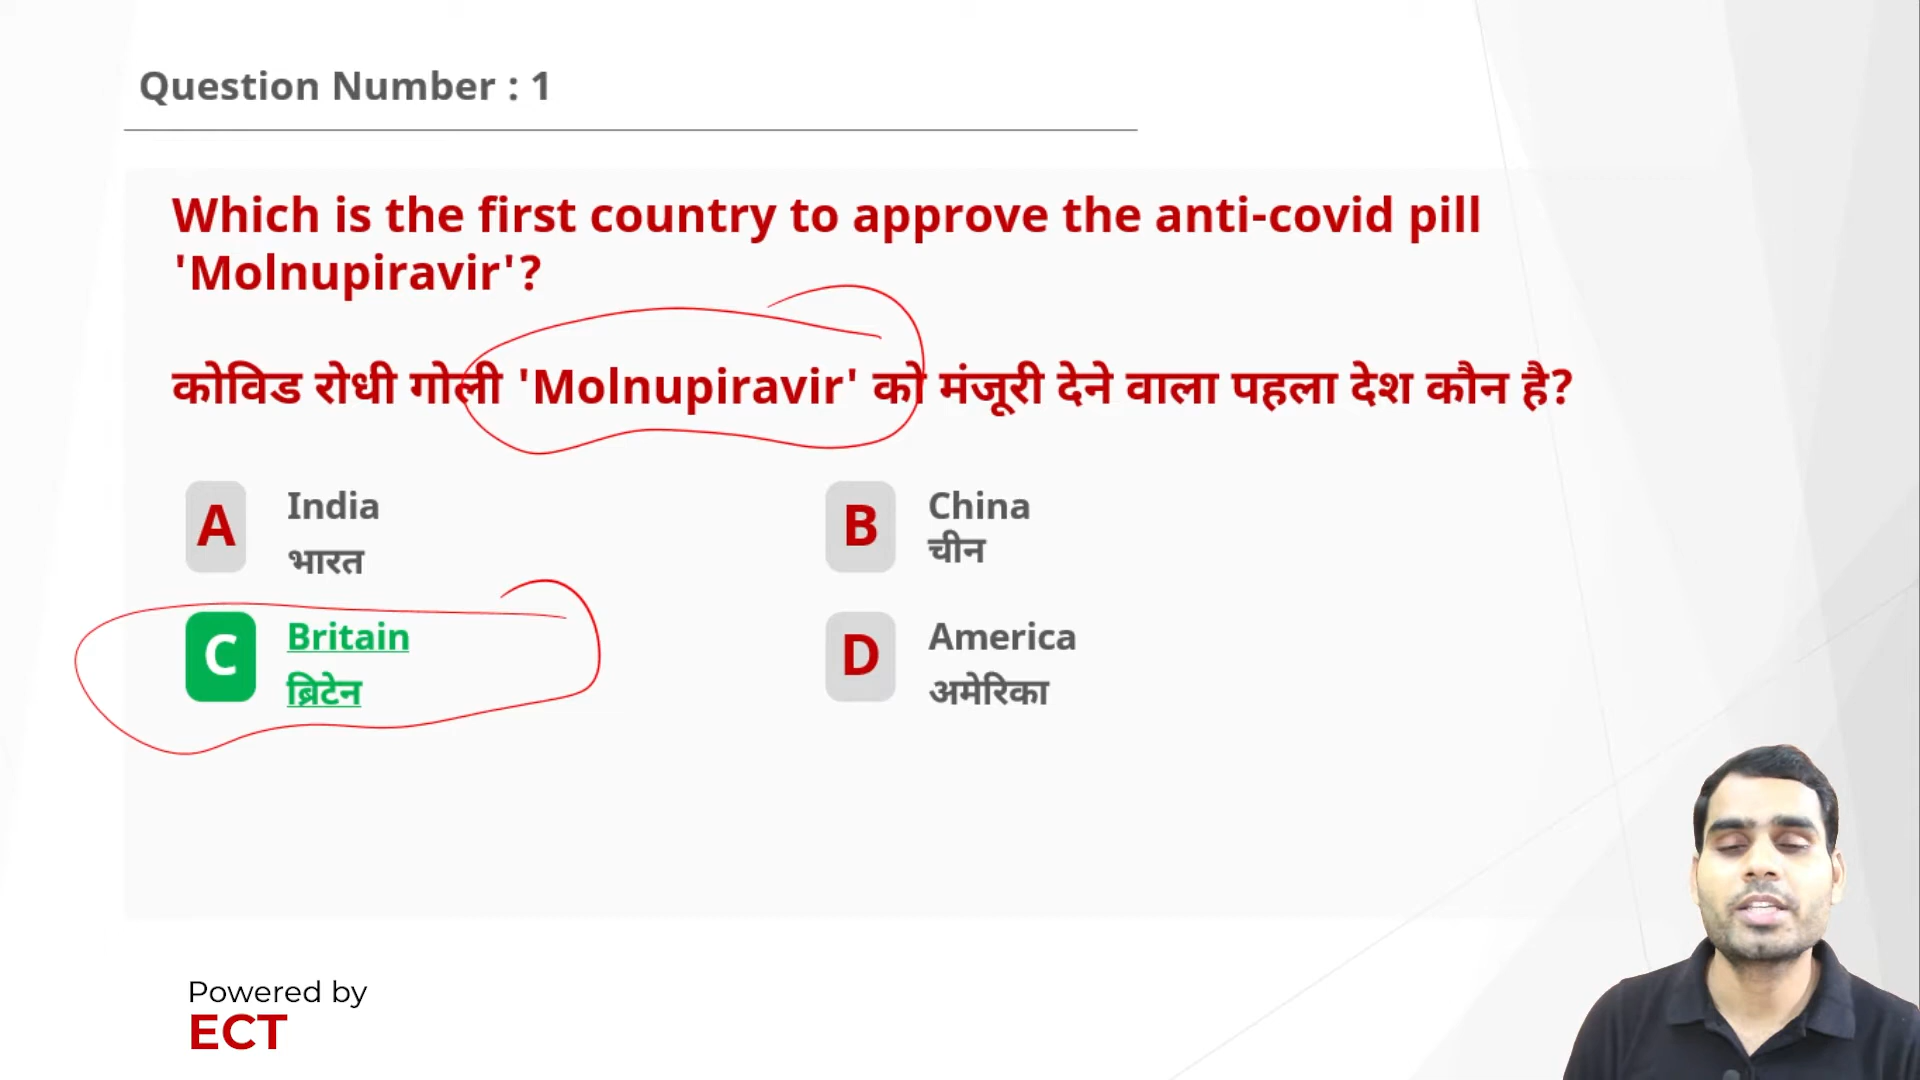 Question Number : 1
Which is the first country to approve the anti-covid pill
'Molnupiravir'?
कोविड रोधी गोली 'Molnupiravir' को मंजूरी देने वाला पहला देश कौन है?
A India
भारत
B China
चीन
C Britain
ब्रिटेन
D America
अमेरिका
Powered by
ECT